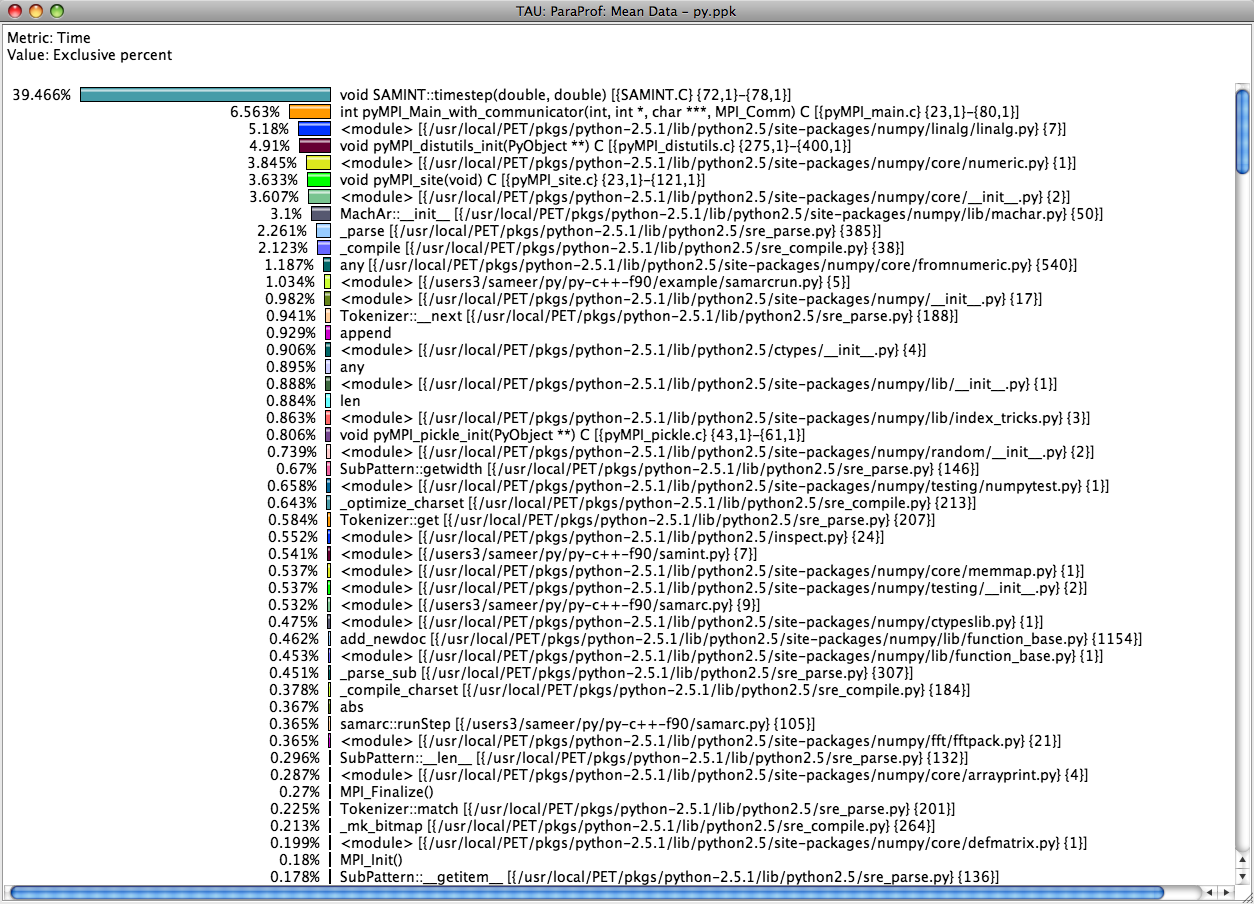 TAU: ParaProf: Mean Data – py.ppk
Metric: Time
Value: Exclusive percent
39.466% void SAMINT::timestep(double, double) [{SAMINT.C} {72,1}–{78,1}]
6.563% int pyMPI_Main_with_communicator(int, int *, char ***, MPI_Comm) C [{pyMPI_main.c} {23,1}–{80,1}]
5.18% <module> [{/usr/local/PET/pkgs/python-2.5.1/lib/python2.5/site-packages/numpy/linalg/linalg.py} {7}]
4.91% void pyMPI_distutils_init(PyObject **) C [{pyMPI_distutils.c} {275,1}–{400,1}]
3.845% <module> [{/usr/local/PET/pkgs/python-2.5.1/lib/python2.5/site-packages/numpy/core/numeric.py} {1}]
3.633% void pyMPI_site(void) C [{pyMPI_site.c} {23,1}–{121,1}]
3.607% <module> [{/usr/local/PET/pkgs/python-2.5.1/lib/python2.5/site-packages/numpy/core/__init__.py} {2}]
3.1% MachAr::__init__ [{/usr/local/PET/pkgs/python-2.5.1/lib/python2.5/site-packages/numpy/lib/machar.py} {50}]
2.261% _parse [{/usr/local/PET/pkgs/python-2.5.1/lib/python2.5/sre_parse.py} {385}]
2.123% _compile [{/usr/local/PET/pkgs/python-2.5.1/lib/python2.5/sre_compile.py} {38}]
1.187% any [{/usr/local/PET/pkgs/python-2.5.1/lib/python2.5/site-packages/numpy/core/fromnumeric.py} {540}]
1.034% <module> [{/users3/sameer/py/py-c++-f90/example/samarcrun.py} {5}]
0.982% <module> [{/usr/local/PET/pkgs/python-2.5.1/lib/python2.5/site-packages/numpy/__init__.py} {17}]
0.941% Tokenizer::__next [{/usr/local/PET/pkgs/python-2.5.1/lib/python2.5/sre_parse.py} {188}]
0.929% append
0.906% <module> [{/usr/local/PET/pkgs/python-2.5.1/lib/python2.5/ctypes/__init__.py} {4}]
0.895% any
0.888% <module> [{/usr/local/PET/pkgs/python-2.5.1/lib/python2.5/site-packages/numpy/lib/__init__.py} {1}]
0.884% len
0.863% <module> [{/usr/local/PET/pkgs/python-2.5.1/lib/python2.5/site-packages/numpy/lib/index_tricks.py} {3}]
0.806% void pyMPI_pickle_init(PyObject **) C [{pyMPI_pickle.c} {43,1}–{61,1}]
0.739% <module> [{/usr/local/PET/pkgs/python-2.5.1/lib/python2.5/site-packages/numpy/random/__init__.py} {2}]
0.67% SubPattern::getwidth [{/usr/local/PET/pkgs/python-2.5.1/lib/python2.5/sre_parse.py} {146}]
0.658% <module> [{/usr/local/PET/pkgs/python-2.5.1/lib/python2.5/site-packages/numpy/testing/numpytest.py} {1}]
0.643% _optimize_charset [{/usr/local/PET/pkgs/python-2.5.1/lib/python2.5/sre_compile.py} {213}]
0.584% Tokenizer::get [{/usr/local/PET/pkgs/python-2.5.1/lib/python2.5/sre_parse.py} {207}]
0.552% <module> [{/usr/local/PET/pkgs/python-2.5.1/lib/python2.5/inspect.py} {24}]
0.541% <module> [{/users3/sameer/py/py-c++-f90/samint.py} {7}]
0.537% <module> [{/usr/local/PET/pkgs/python-2.5.1/lib/python2.5/site-packages/numpy/core/memmap.py} {1}]
0.537% <module> [{/usr/local/PET/pkgs/python-2.5.1/lib/python2.5/site-packages/numpy/testing/__init__.py} {2}]
0.532% <module> [{/users3/sameer/py/py-c++-f90/samarc.py} {9}]
0.475% <module> [{/usr/local/PET/pkgs/python-2.5.1/lib/python2.5/site-packages/numpy/ctypeslib.py} {1}]
0.462% add_newdoc [{/usr/local/PET/pkgs/python-2.5.1/lib/python2.5/site-packages/numpy/lib/function_base.py} {1154}]
0.453% <module> [{/usr/local/PET/pkgs/python-2.5.1/lib/python2.5/site-packages/numpy/lib/function_base.py} {1}]
0.451% _parse_sub [{/usr/local/PET/pkgs/python-2.5.1/lib/python2.5/sre_parse.py} {307}]
0.378% _compile_charset [{/usr/local/PET/pkgs/python-2.5.1/lib/python2.5/sre_compile.py} {184}]
0.367% abs
0.365% samarc::runStep [{/users3/sameer/py/py-c++-f90/samarc.py} {105}]
0.365% <module> [{/usr/local/PET/pkgs/python-2.5.1/lib/python2.5/site-packages/numpy/fft/fftpack.py} {21}]
0.296% SubPattern::__len__ [{/usr/local/PET/pkgs/python-2.5.1/lib/python2.5/sre_parse.py} {132}]
0.287% <module> [{/usr/local/PET/pkgs/python-2.5.1/lib/python2.5/site-packages/numpy/core/arrayprint.py} {4}]
0.27% MPI_Finalize()
0.225% Tokenizer::match [{/usr/local/PET/pkgs/python-2.5.1/lib/python2.5/sre_parse.py} {201}]
0.213% _mk_bitmap [{/usr/local/PET/pkgs/python-2.5.1/lib/python2.5/sre_compile.py} {264}]
0.199% <module> [{/usr/local/PET/pkgs/python-2.5.1/lib/python2.5/site-packages/numpy/core/defmatrix.py} {1}]
0.18% MPI_Init()
0.178% SubPattern::__getitem__ [{/usr/local/PET/pkgs/python-2.5.1/lib/python2.5/sre_parse.py} {136}]